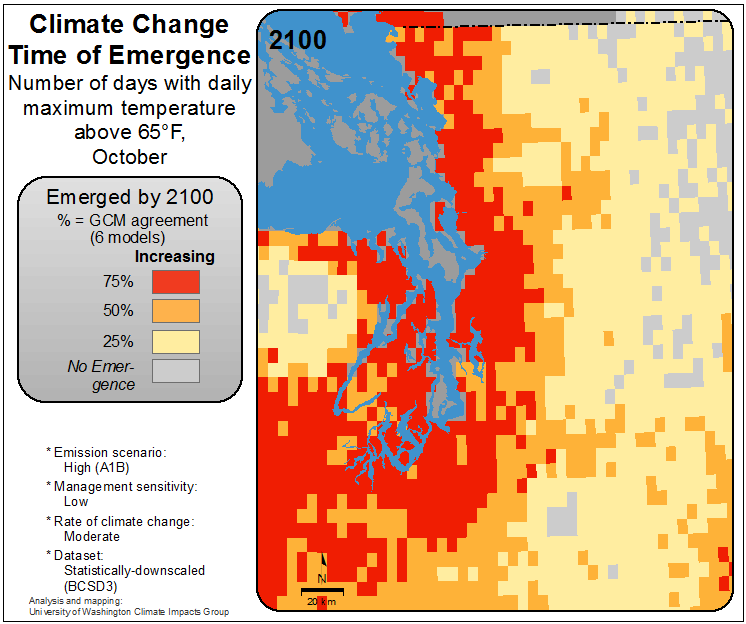 Climate Change
Time of Emergence
Number of days with daily
maximum temperature
above 65°F,
October
2100
Emerged by 2100
% = GCM agreement
(6 models)
Increasing
75%
50%
25%
No Emer-
gence
* Emission scenario:
High (A1B)
* Management sensitivity:
Low
* Rate of climate change:
Moderate
* Dataset:
Statistically-downscaled
(BCSD3)
Analysis and mapping:
University of Washington Climate Impacts Group
N
20 km